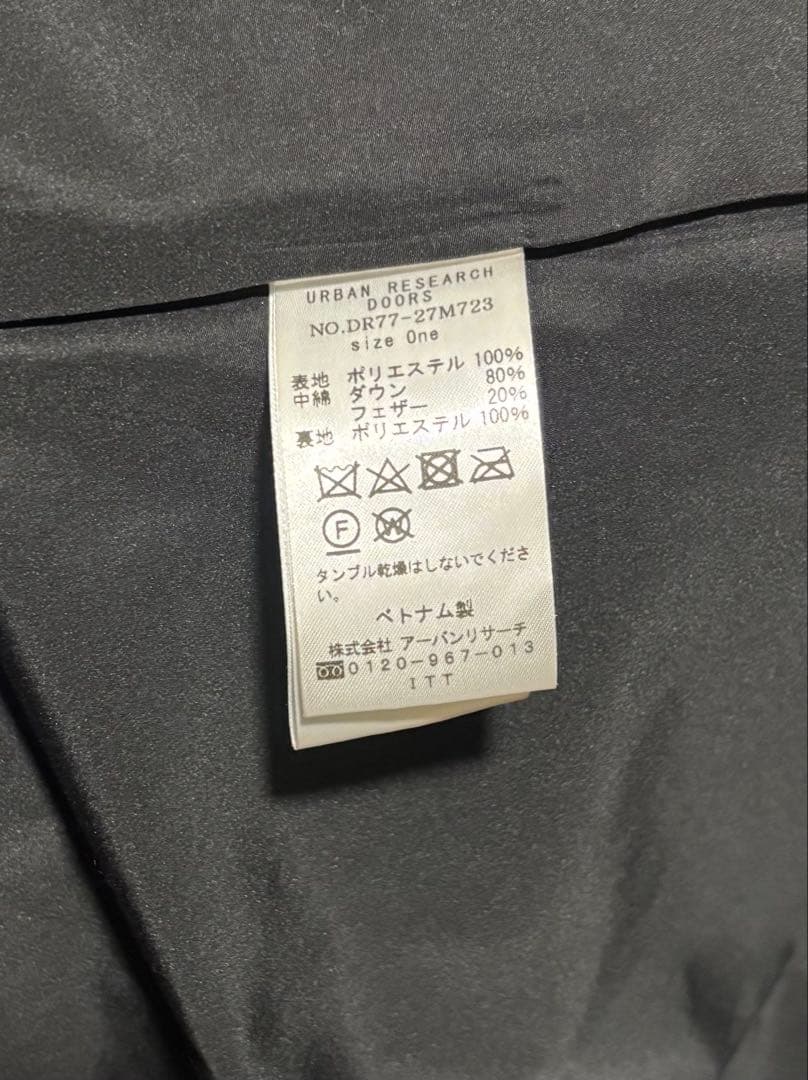 URBAN RESEARCH
DOORS
NO.DR77-27M723
size One
表地 ポリエステル 100%
中綿 ダウン 80%
フェザー 20%
裏地 ポリエステル 100%
F W
タンブル乾燥はしないでくださ
い。
ベトナム製
株式会社 アーバンリサーチ
0120-967-013
ITT